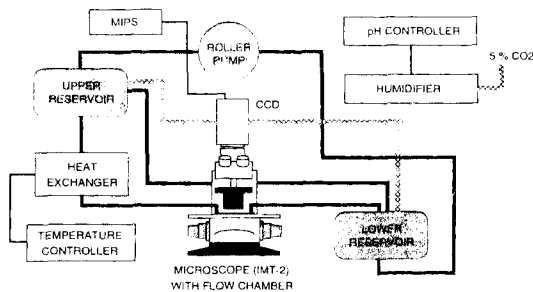 MIPS
ROLLER
PUMP
pH CONTROLLER
5 % CO2
UPPER
RESERVOIR
CCD
HUMIDIFIER
HEAT
EXCHANGER
TEMPERATURE
CONTROLLER
LOWER
RESERVOIR
MICROSCOPE (IMT-2)
WITH FLOW CHAMBER